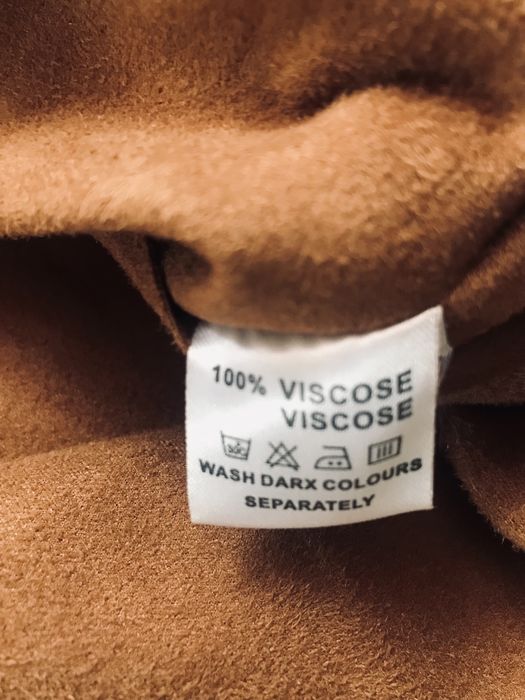 100% VISCOSE
VISCOSE
WASH DARX COLOURS
SEPARATELY